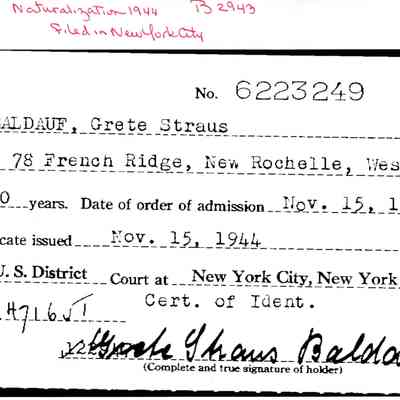 Naturalization 1944 B2943
Filed in New York City
No. 6223249
ALDAUF, Grete Straus
78 French Ridge, New Rochelle, Wes
0 years. Date of order of admission Nov. 15, 1
cate issued Nov. 15, 1944
U. S. District Court at New York City, New York
Cert. of Ident.
Grete Straus Balda
(Complete and true signature of holder)